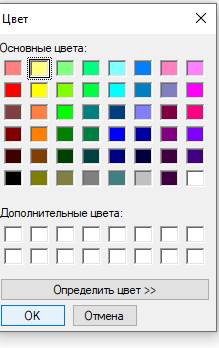 Цвет
Основные цвета:
Дополнительные цвета:
Определить цвет >>
OK
Отмена